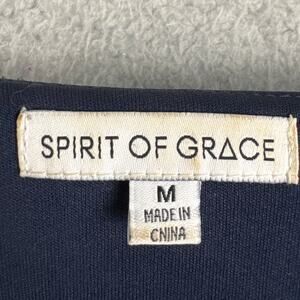 SPIRIT OF GRACE
M
MADE IN
CNINA